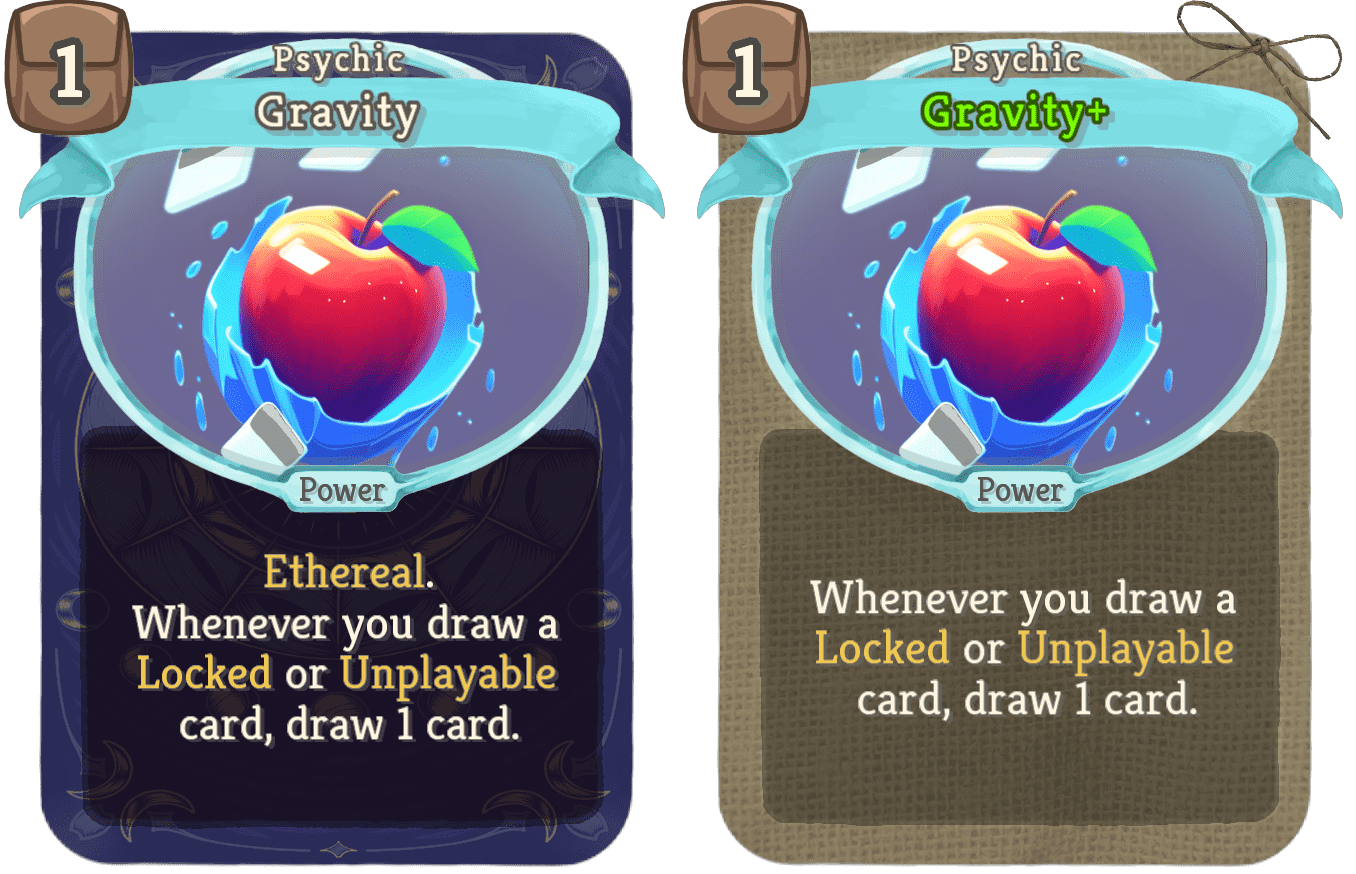 1
Psychic
Gravity
Power
Ethereal.
Whenever you draw a
Locked or Unplayable
card, draw 1 card.
1
Psychic
Gravity+
Power
Whenever you draw a
Locked or Unplayable
card, draw 1 card.